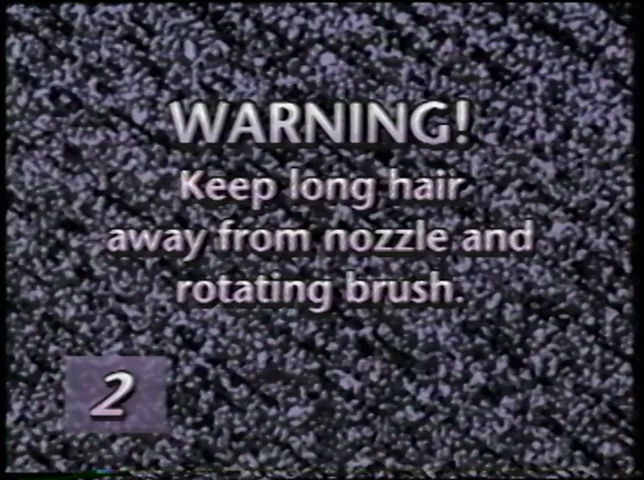 WARNING!
Keep long hair
away from nozzle and
rotating brush.
2